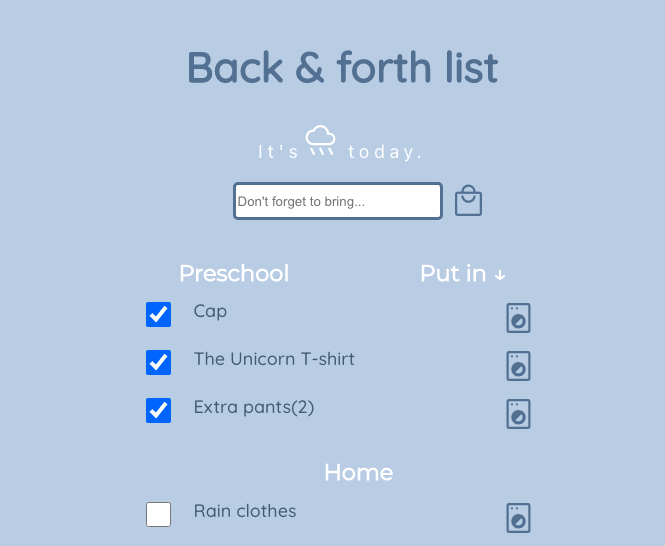 Back & forth list
It's today.
Don't forget to bring...
Preschool Put in ↓
Cap
The Unicorn T-shirt
Extra pants(2)
Home
Rain clothes